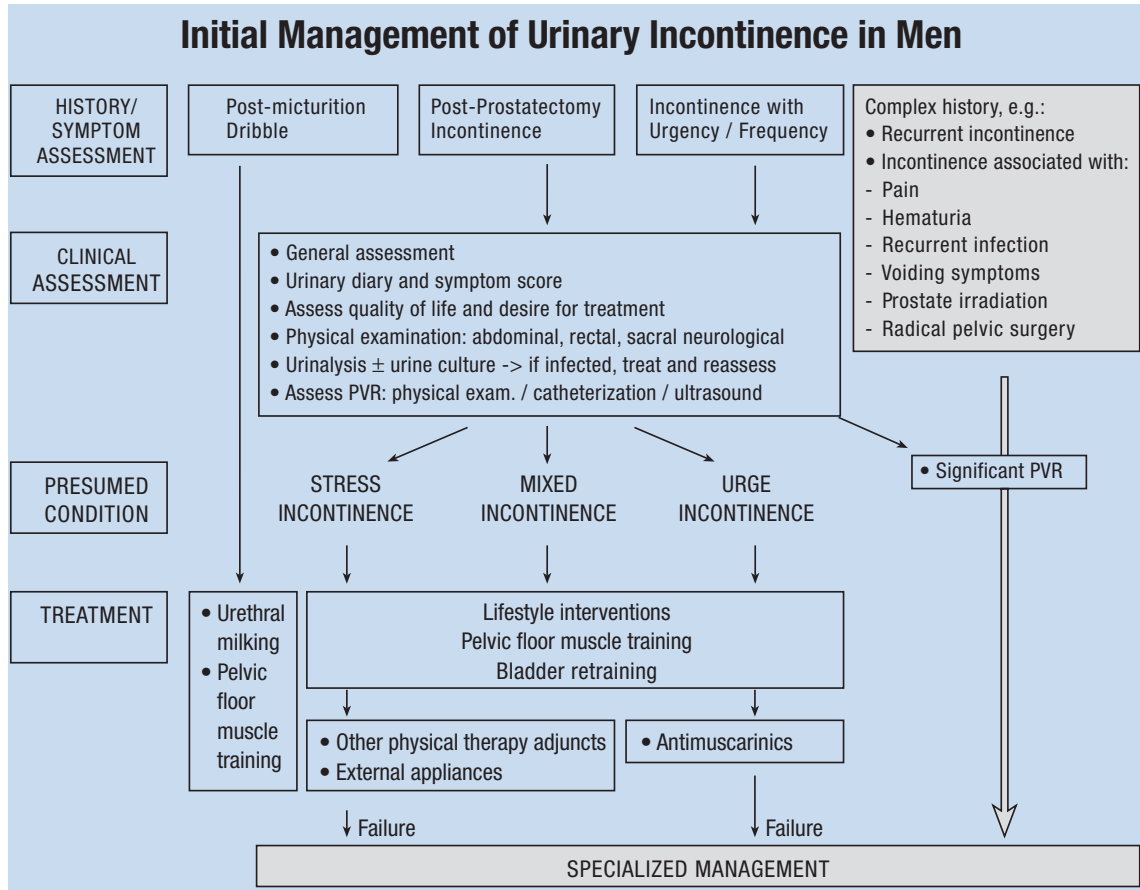 Initial Management of Urinary Incontinence in Men
HISTORY/
SYMPTOM
ASSESSMENT
Post-micturition
Dribble
Post-Prostatectomy
Incontinence
Incontinence with
Urgency / Frequency
Complex history, e.g.:
• Recurrent incontinence
• Incontinence associated with:
- Pain
- Hematuria
- Recurrent infection
- Voiding symptoms
- Prostate irradiation
- Radical pelvic surgery
CLINICAL
ASSESSMENT
• General assessment
• Urinary diary and symptom score
• Assess quality of life and desire for treatment
• Physical examination: abdominal, rectal, sacral neurological
• Urinalysis ± urine culture -> if infected, treat and reassess
• Assess PVR: physical exam. / catheterization / ultrasound
PRESUMED
CONDITION
STRESS
INCONTINENCE
MIXED
INCONTINENCE
URGE
INCONTINENCE
• Significant PVR
TREATMENT
• Urethral
milking
• Pelvic
floor
muscle
training
Lifestyle interventions
Pelvic floor muscle training
Bladder retraining
• Other physical therapy adjuncts
• External appliances
• Antimuscarinics
Failure
Failure
SPECIALIZED MANAGEMENT